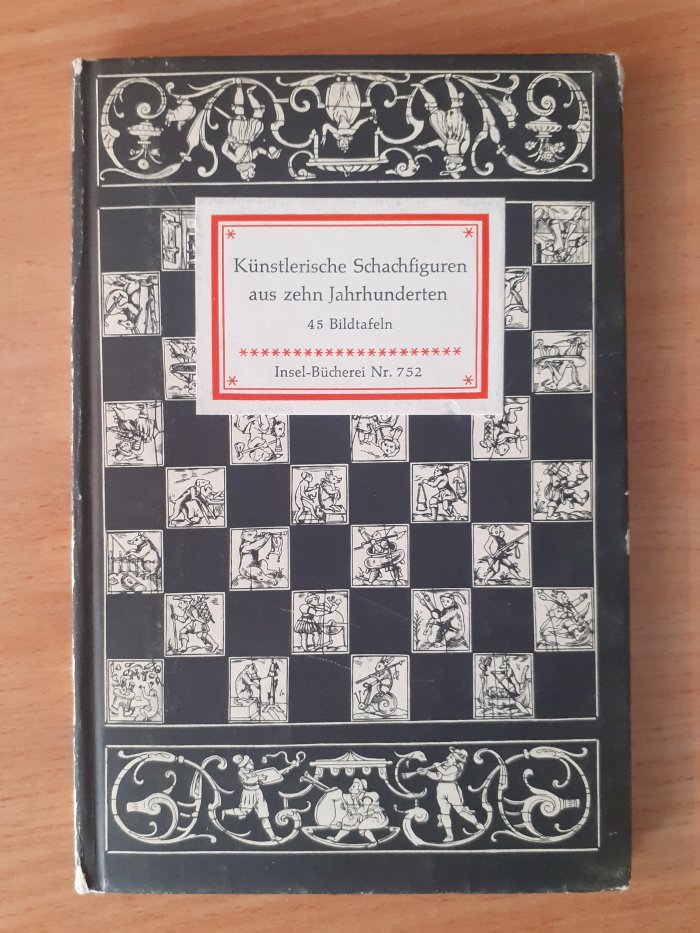 Künstlerische Schachfiguren
aus zehn Jahrhunderten
45 Bildtafeln
Insel-Bücherei Nr. 752